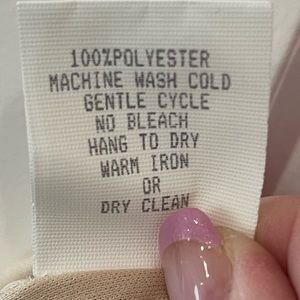 100%POLYESTER
MACHINE WASH COLD
GENTLE CYCLE
NO BLEACH
HANG TO DRY
WARM IRON
OR
DRY CLEAN